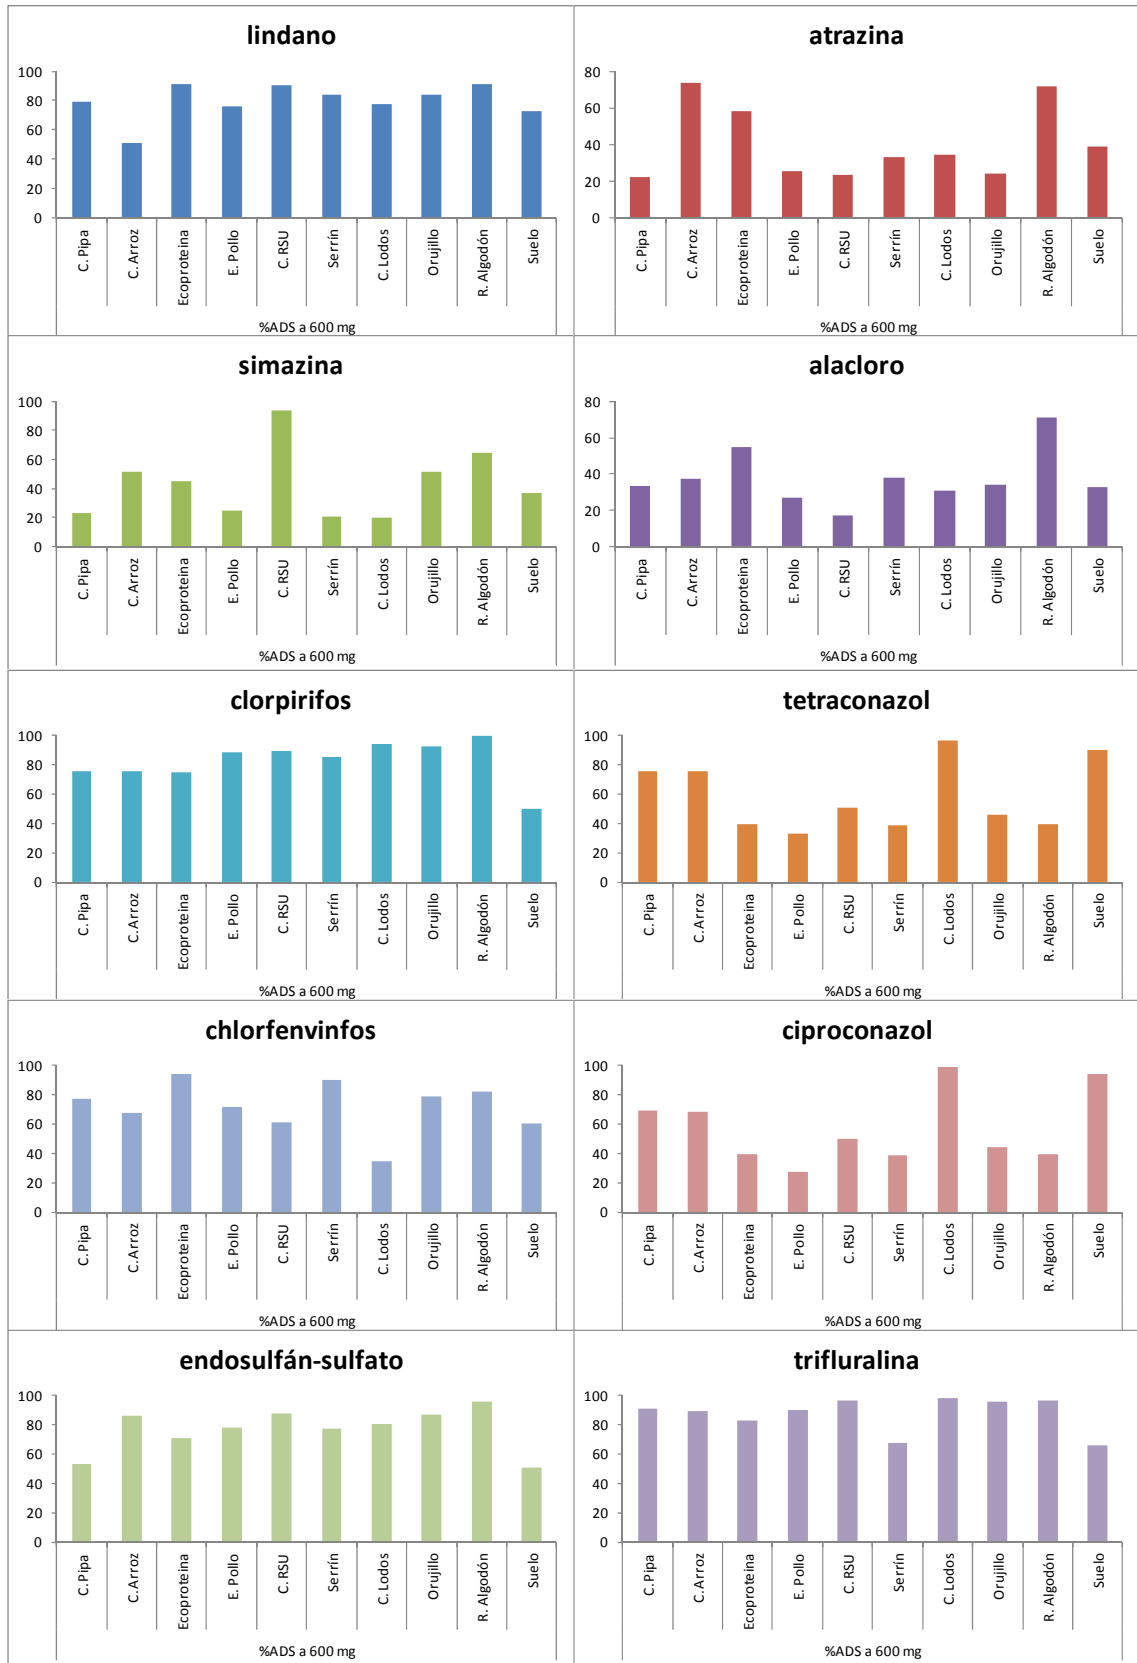 lindano
100
80
60
40
20
0
C. Pipa
C. Arroz
Ecoproteina
E. Pollo
C. RSU
Serrín
C. Lodos
Orujillo
R. Algodón
Suelo
%ADS a 600 mg
atrazina
80
60
40
20
0
C. Pipa
C. Arroz
Ecoproteina
E. Pollo
C. RSU
Serrín
C. Lodos
Orujillo
R. Algodón
Suelo
%ADS a 600 mg
simazina
100
80
60
40
20
0
C. Pipa
C. Arroz
Ecoproteina
E. Pollo
C. RSU
Serrín
C. Lodos
Orujillo
R. Algodón
Suelo
%ADS a 600 mg
alacloro
80
60
40
20
0
C. Pipa
C. Arroz
Ecoproteina
E. Pollo
C. RSU
Serrín
C. Lodos
Orujillo
R. Algodón
Suelo
%ADS a 600 mg
clorpirifos
100
80
60
40
20
0
C. Pipa
C. Arroz
Ecoproteina
E. Pollo
C. RSU
Serrín
C. Lodos
Orujillo
R. Algodón
Suelo
%ADS a 600 mg
tetraconazol
100
80
60
40
20
0
C. Pipa
C. Arroz
Ecoproteina
E. Pollo
C. RSU
Serrín
C. Lodos
Orujillo
R. Algodón
Suelo
%ADS a 600 mg
chlorfenvinfos
100
80
60
40
20
0
C. Pipa
C. Arroz
Ecoproteina
E. Pollo
C. RSU
Serrín
C. Lodos
Orujillo
R. Algodón
Suelo
%ADS a 600 mg
ciproconazol
100
80
60
40
20
0
C. Pipa
C. Arroz
Ecoproteina
E. Pollo
C. RSU
Serrín
C. Lodos
Orujillo
R. Algodón
Suelo
%ADS a 600 mg
endosulfán-sulfato
100
80
60
40
20
0
C. Pipa
C. Arroz
Ecoproteina
E. Pollo
C. RSU
Serrín
C. Lodos
Orujillo
R. Algodón
Suelo
%ADS a 600 mg
trifluralina
100
80
60
40
20
0
C. Pipa
C. Arroz
Ecoproteina
E. Pollo
C. RSU
Serrín
C. Lodos
Orujillo
R. Algodón
Suelo
%ADS a 600 mg